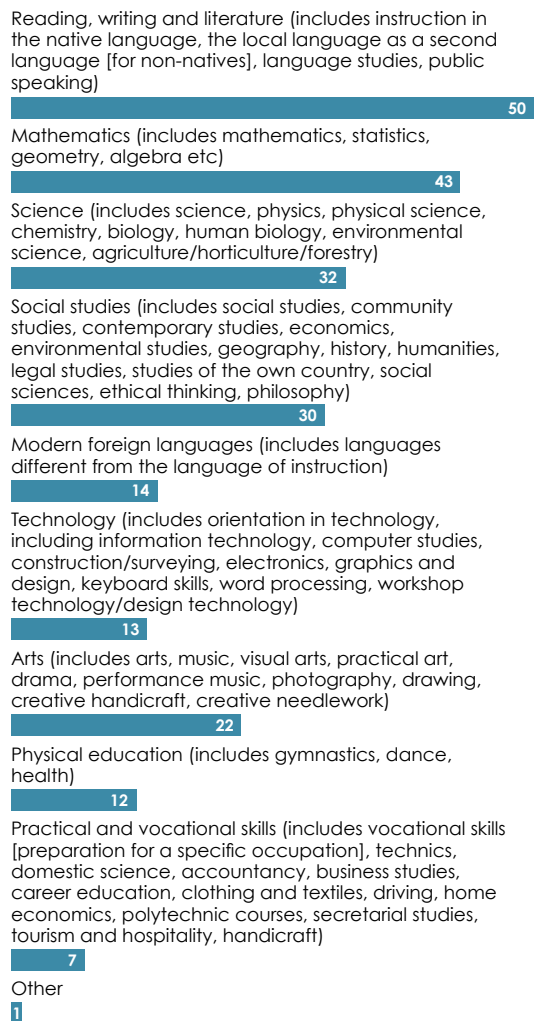 Reading, writing and literature (includes instruction in
the native language, the local language as a second
language [for non-natives], language studies, public
speaking)
50
Mathematics (includes mathematics, statistics,
geometry, algebra etc)
43
Science (includes science, physics, physical science,
chemistry, biology, human biology, environmental
science, agriculture/horticulture/forestry)
32
Social studies (includes social studies, community
studies, contemporary studies, economics,
environmental studies, geography, history, humanities,
legal studies, studies of the own country, social
sciences, ethical thinking, philosophy)
30
Modern foreign languages (includes languages
different from the language of instruction)
14
Technology (includes orientation in technology,
including information technology, computer studies,
construction/surveying, electronics, graphics and
design, keyboard skills, word processing, workshop
technology/design technology)
13
Arts (includes arts, music, visual arts, practical art,
drama, performance music, photography, drawing,
creative handicraft, creative needlework)
22
Physical education (includes gymnastics, dance,
health)
12
Practical and vocational skills (includes vocational skills
[preparation for a specific occupation], technics,
domestic science, accountancy, business studies,
career education, clothing and textiles, driving, home
economics, polytechnic courses, secretarial studies,
tourism and hospitality, handicraft)
7
Other
1